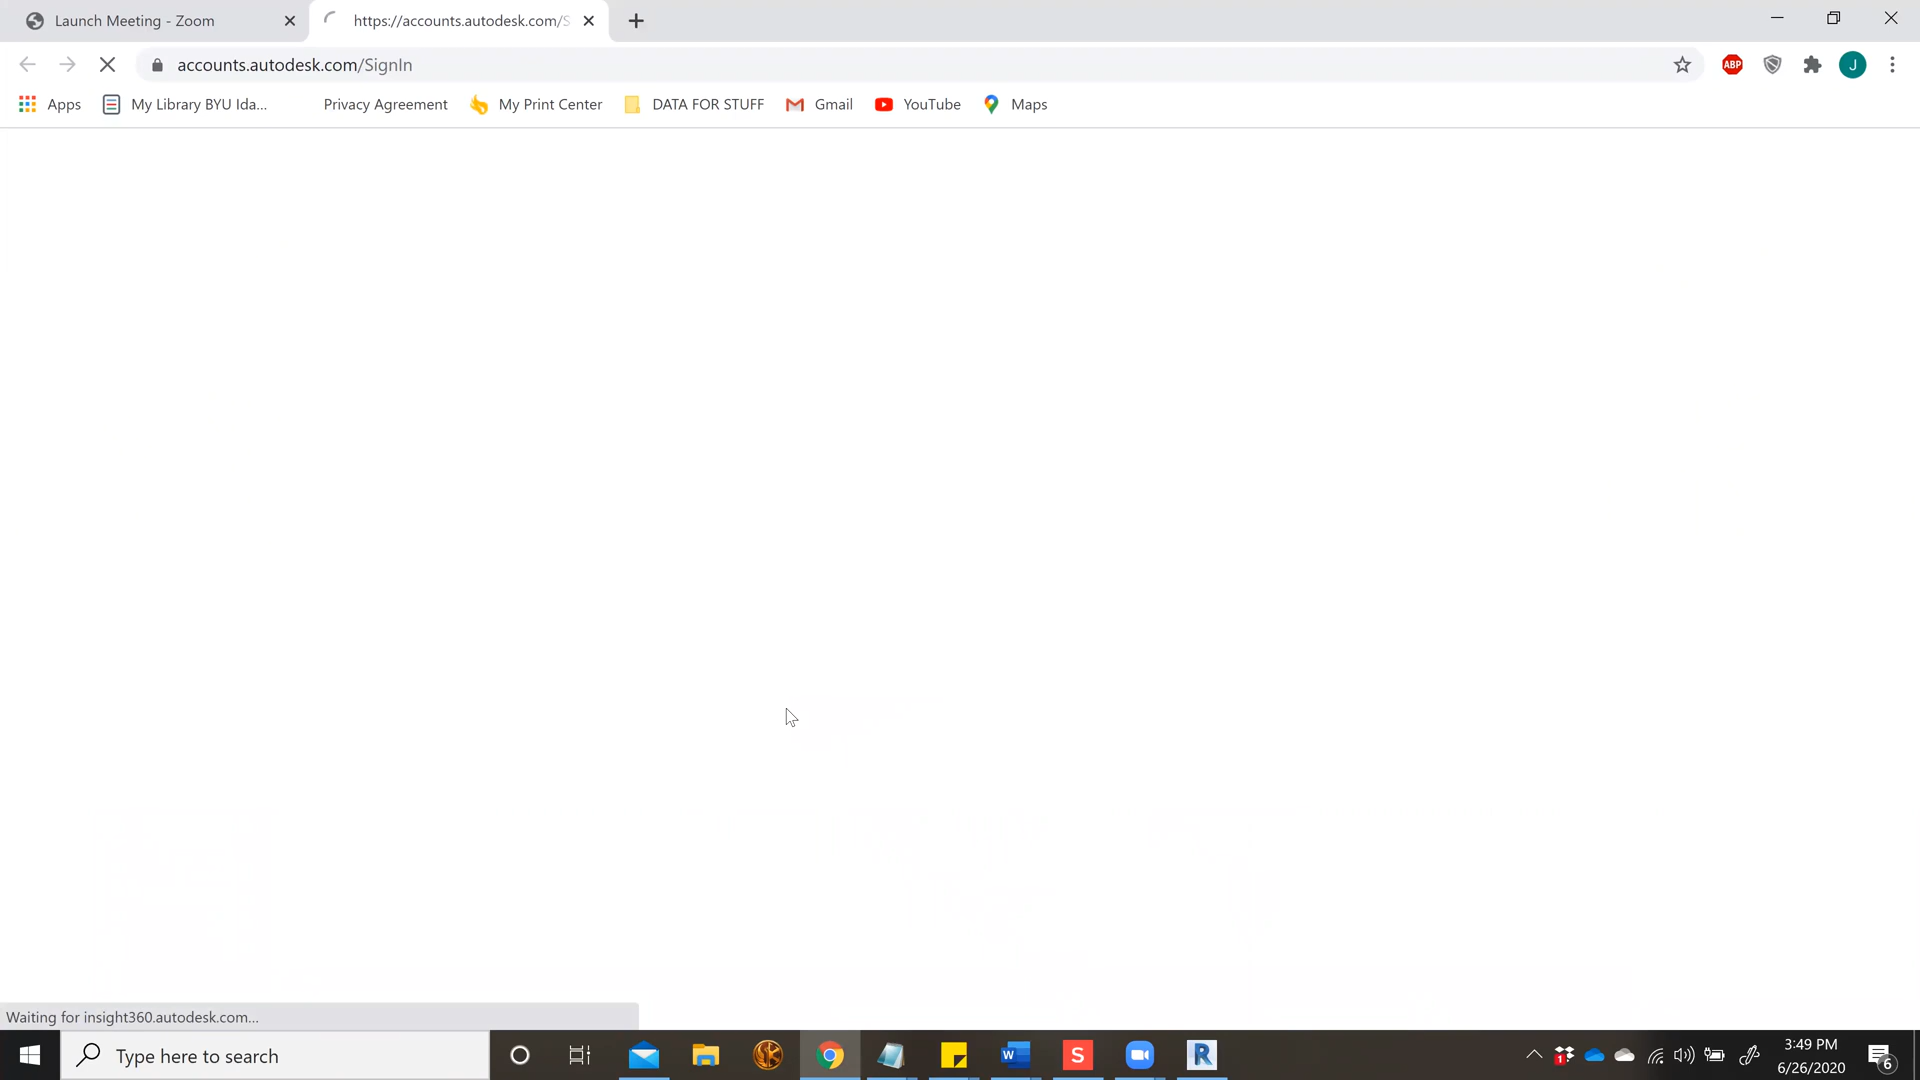 Launch Meeting - Zoom
https://accounts.autodesk.com/S
accounts.autodesk.com/SignIn
ABP
J
Apps
My Library BYU Ida...
Privacy Agreement
My Print Center
DATA FOR STUFF
Gmail
YouTube
Maps
Waiting for insight360.autodesk.com...
Type here to search
W
S
R
1
3:49 PM
6/26/2020
6